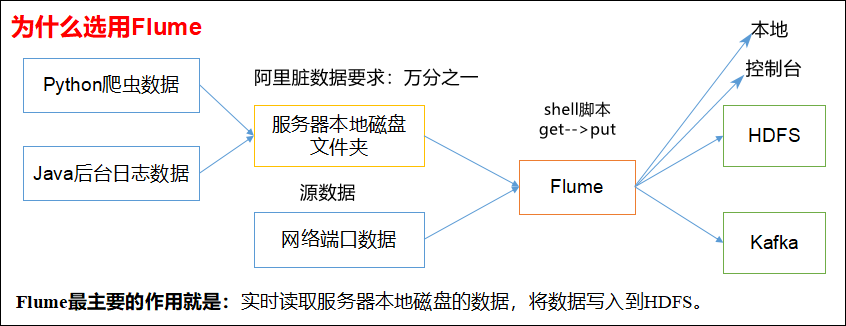 为什么选用Flume
Python爬虫数据
Java后台日志数据
阿里脏数据要求：万分之一
服务器本地磁盘
文件夹
源数据
网络端口数据
shell脚本
get-->put
Flume
本地
控制台
HDFS
Kafka
Flume最主要的作用就是：实时读取服务器本地磁盘的数据，将数据写入到HDFS。